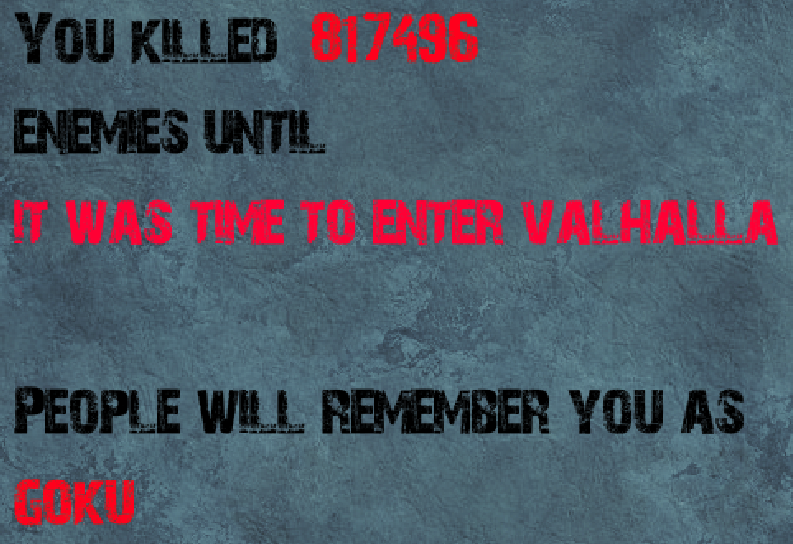 You killed 817496
enemies until
it was time to enter Valhalla
People will remember you as
Goku